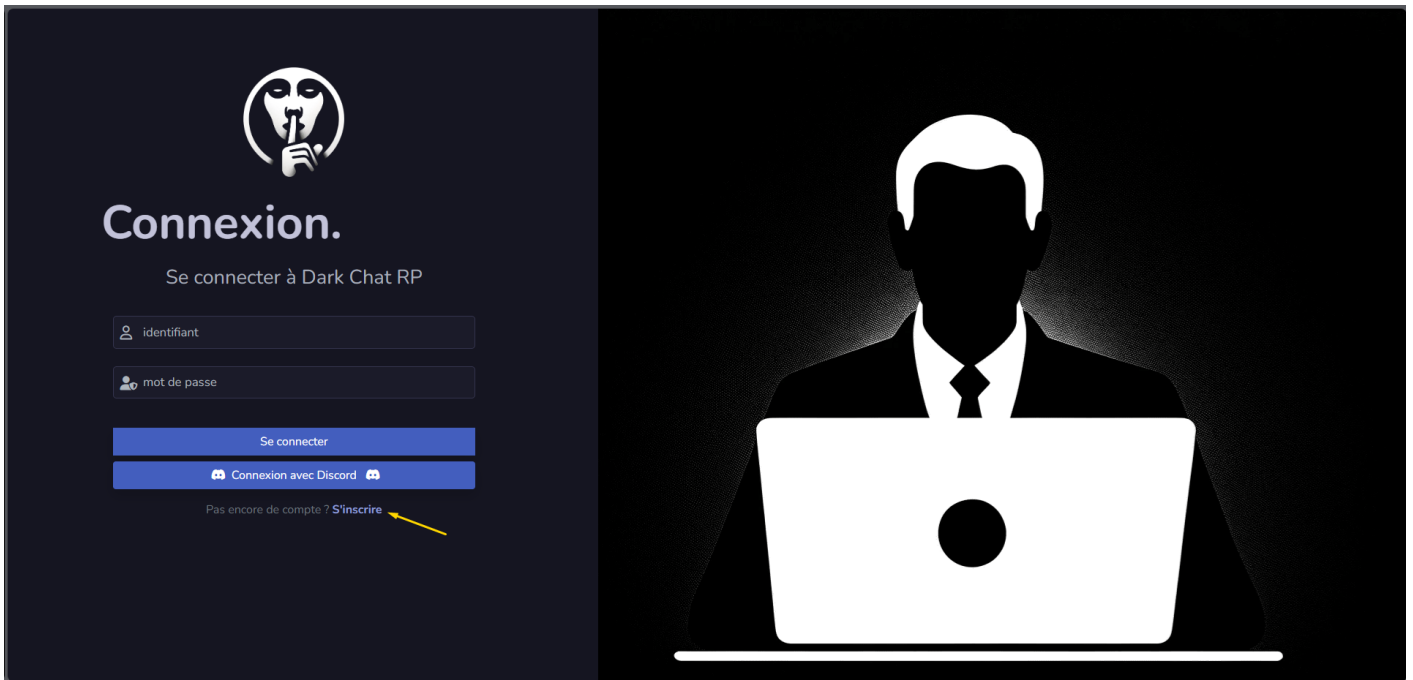 Connexion.
Se connecter à Dark Chat RP
identifiant
mot de passe
Se connecter
Connexion avec Discord
Pas encore de compte ? S'inscrire